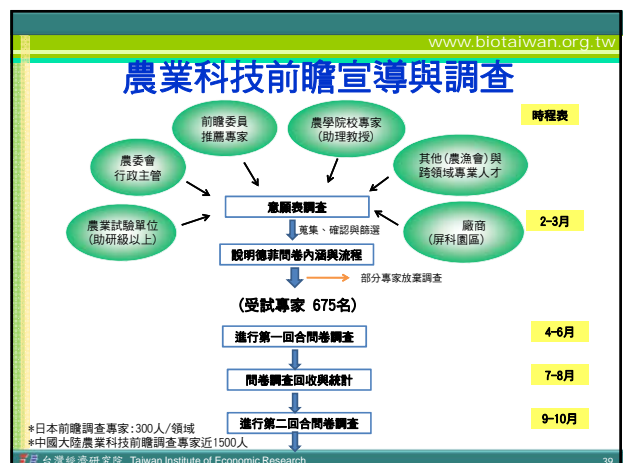 www.biotaiwan.org.tw
農業科技前瞻宣導與調查
時程表
前瞻委員
推薦專家
農學院校專家
(助理教授)
農委會
行政主管
其他(農漁會)與
跨領域專業人才
農業試驗單位
(助研級以上)
廠商
(屏科園區)
意願表調查
2-3月
蒐集、確認與篩選
說明德菲問卷內涵與流程
部分專家放棄調查
(受試專家 675名)
進行第一回合問卷調查
4-6月
問卷調查回收與統計
7-8月
進行第二回合問卷調查
9-10月
*日本前瞻調查專家:300人/領域
*中國大陸農業科技前瞻調查專家近1500人
台灣經濟研究院 Taiwan Institute of Economic Research
39